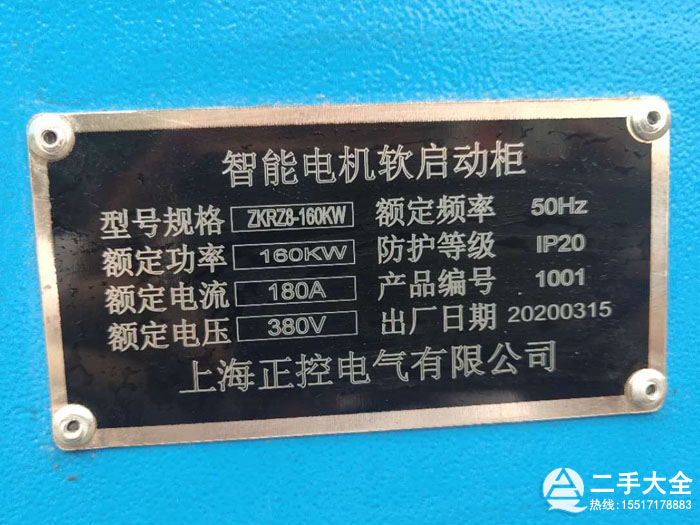 智能电机软启动柜
型号规格 ZKRZ8-160KW 额定频率 50Hz
额定功率 160KW 防护等级 IP20
额定电流 180A 产品编号 1001
额定电压 380V 出厂日期 20200315
上海正控电气有限公司
二手大全
热线:15517178883